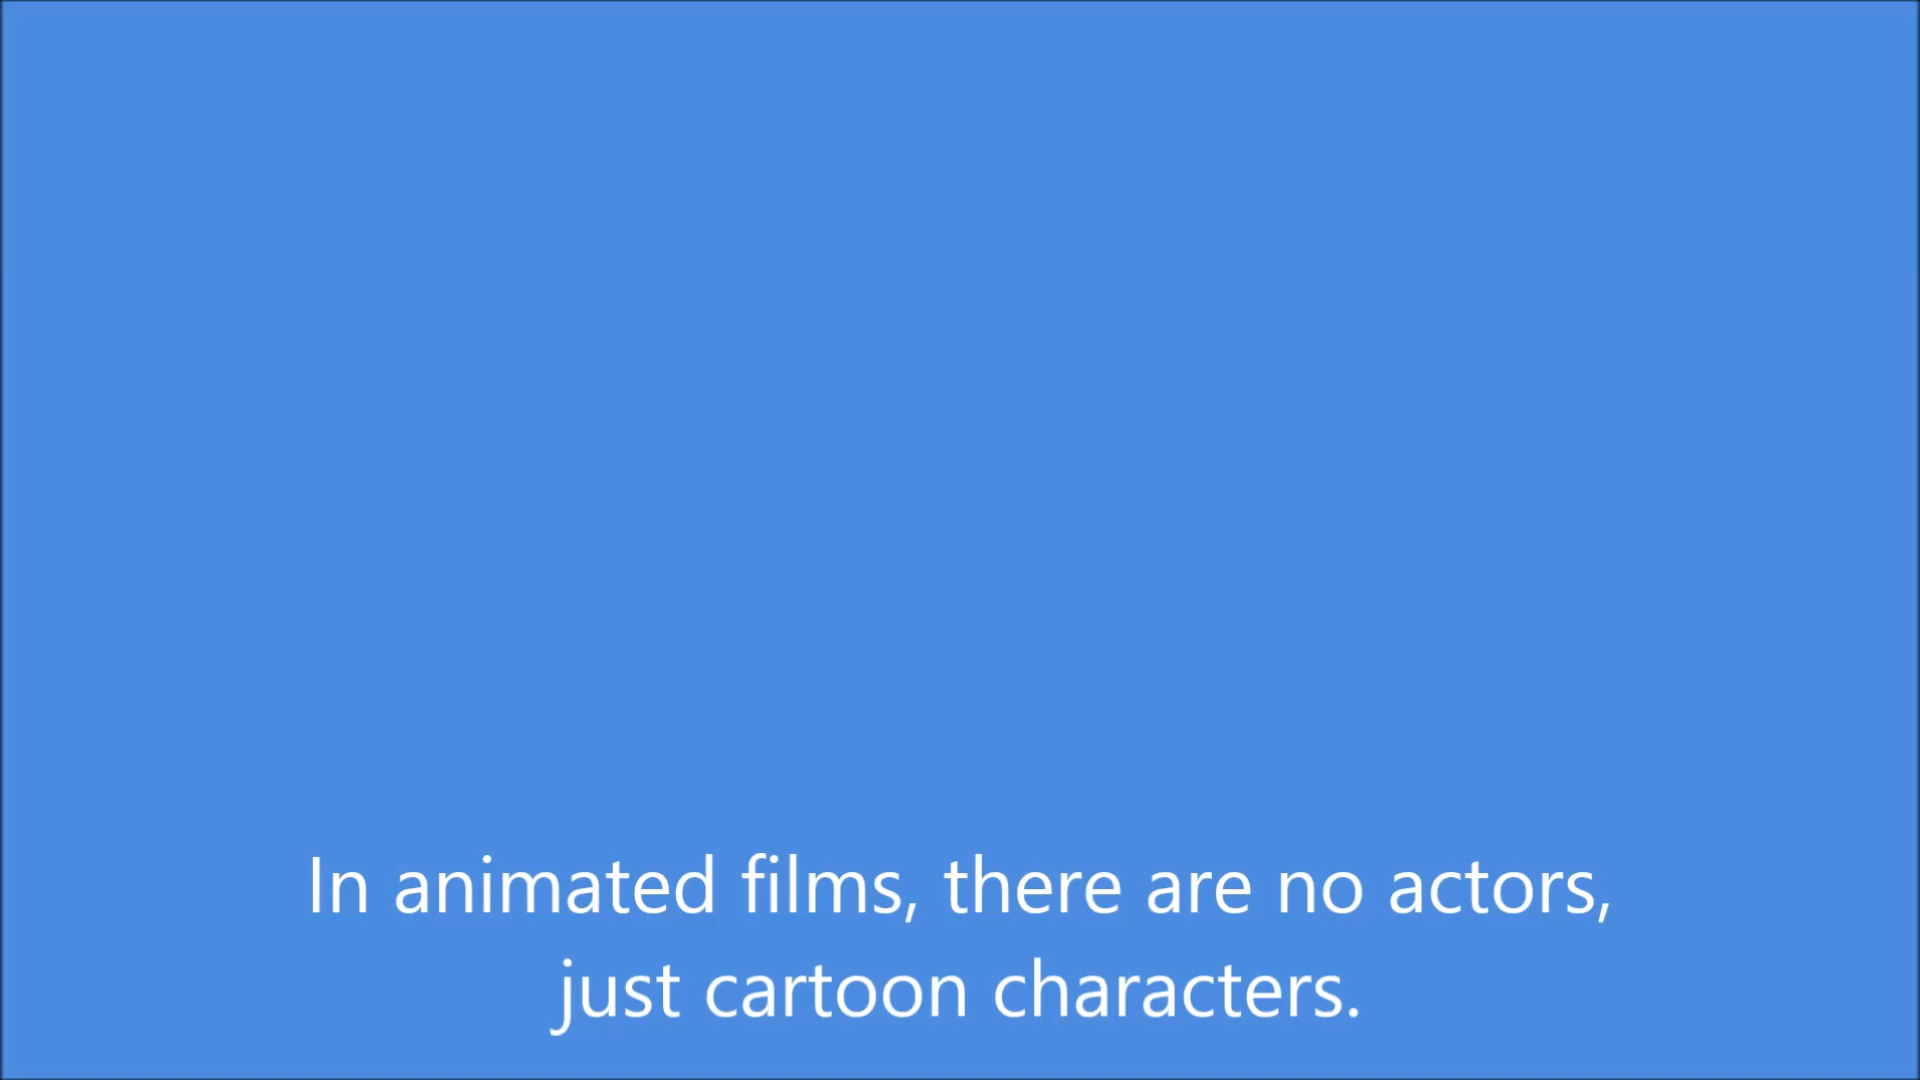 In animated films, there are no actors,
just cartoon characters.